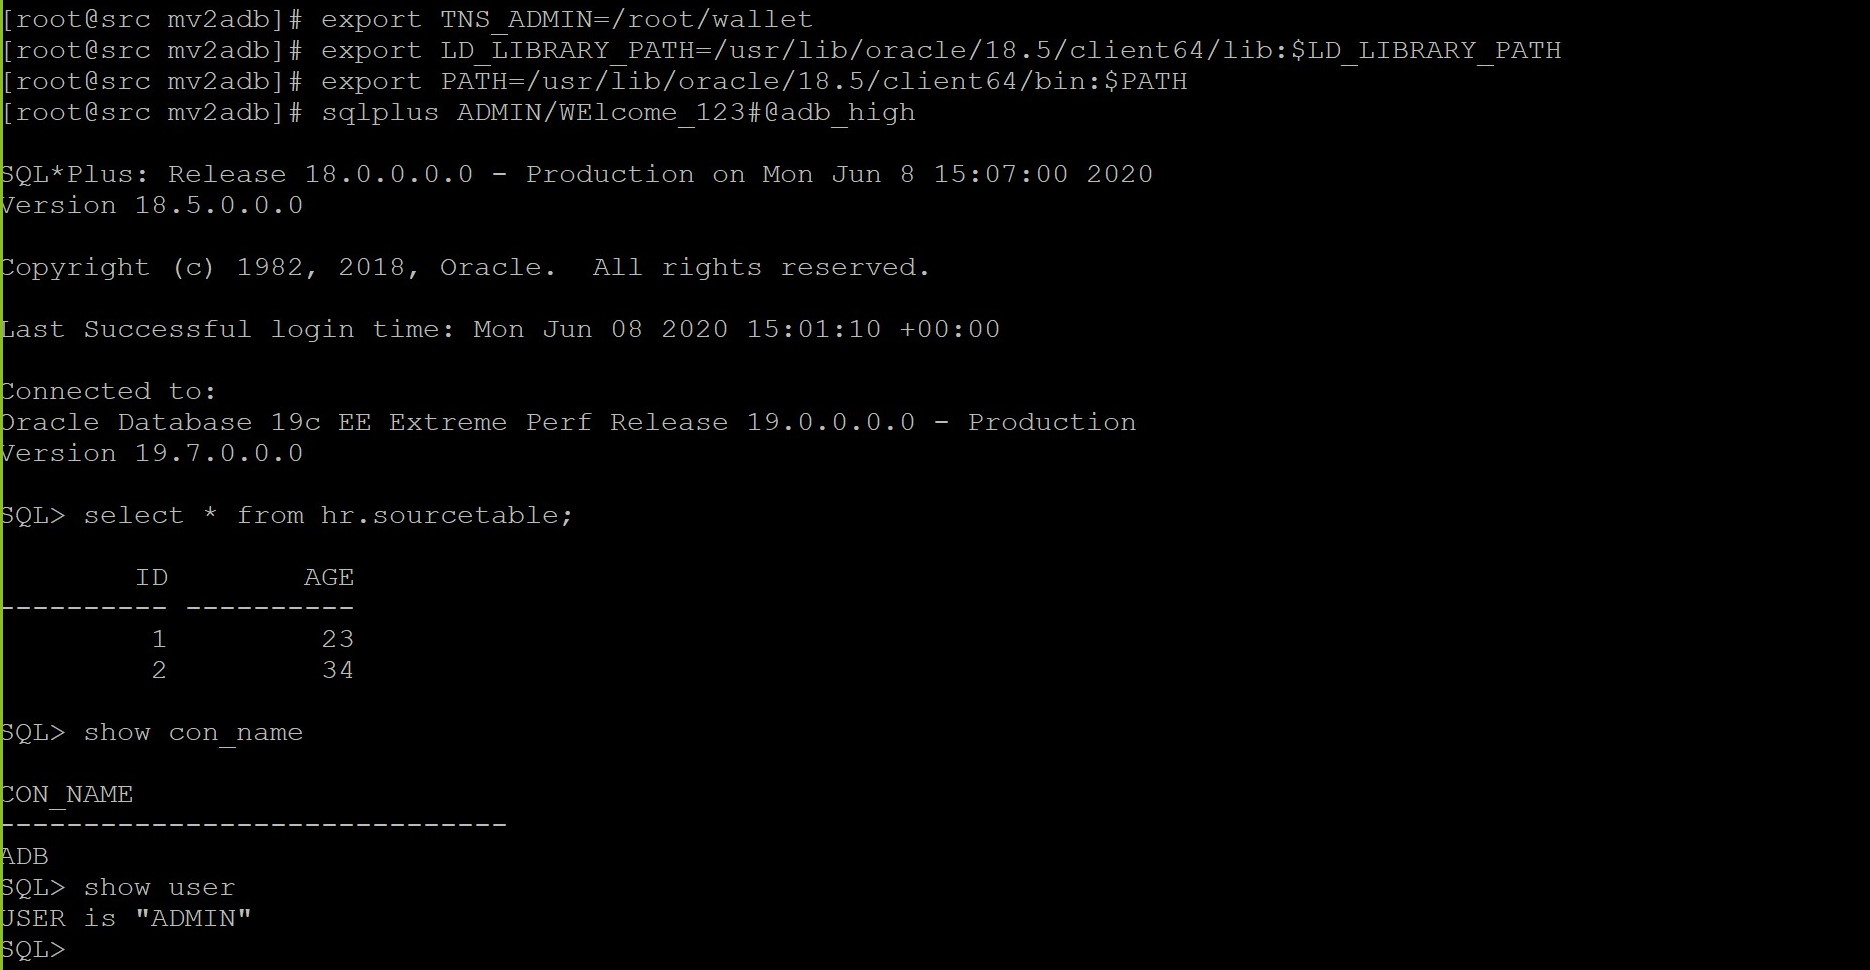 [root@src mv2adb]# export TNS_ADMIN=/root/wallet
[root@src mv2adb]# export LD_LIBRARY_PATH=/usr/lib/oracle/18.5/client64/lib:$LD_LIBRARY_PATH
[root@src mv2adb]# export PATH=/usr/lib/oracle/18.5/client64/bin:$PATH
[root@src mv2adb]# sqlplus ADMIN/WElcome_123#@adb_high
SQL*Plus: Release 18.0.0.0.0 - Production on Mon Jun 8 15:07:00 2020
Version 18.5.0.0.0
Copyright (c) 1982, 2018, Oracle.  All rights reserved.
Last Successful login time: Mon Jun 08 2020 15:01:10 +00:00
Connected to:
Oracle Database 19c EE Extreme Perf Release 19.0.0.0.0 - Production
Version 19.7.0.0.0
SQL> select * from hr.sourcetable;
        ID        AGE
---------- ----------
         1         23
         2         34
SQL> show con_name
CON_NAME
------------------------------
ADB
SQL> show user
USER is "ADMIN"
SQL>